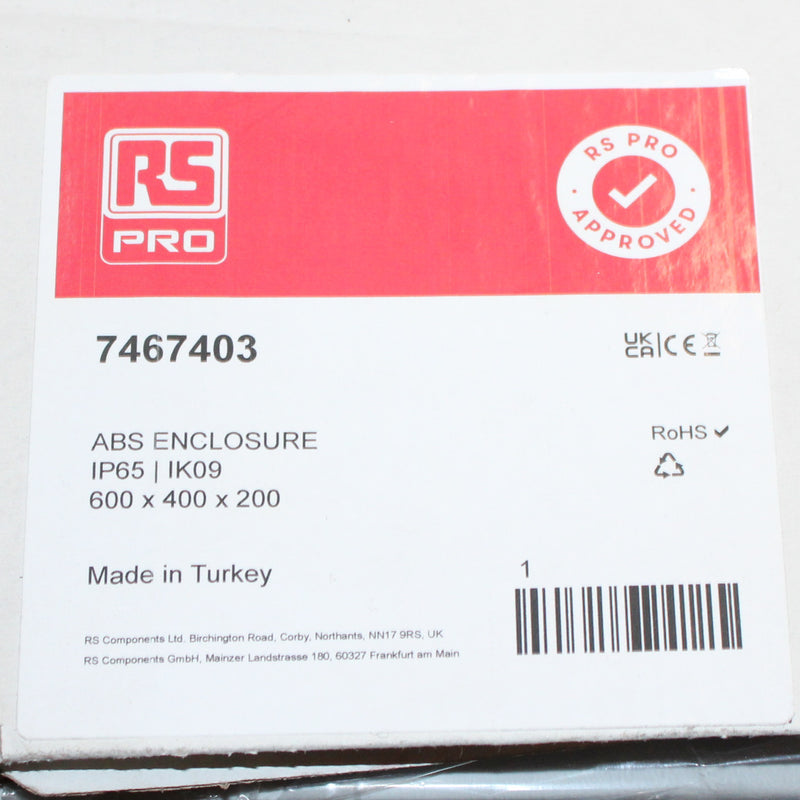 RS
PRO
RS PRO
APPROVED
7467403
UK
CA
CE
ABS ENCLOSURE
IP65 | IK09
600 x 400 x 200
RoHS
Made in Turkey
1
RS Components Ltd. Birchington Road, Corby, Northants, NN17 9RS, UK
RS Components GmbH, Mainzer Landstrasse 180, 60327 Frankfurt am Main